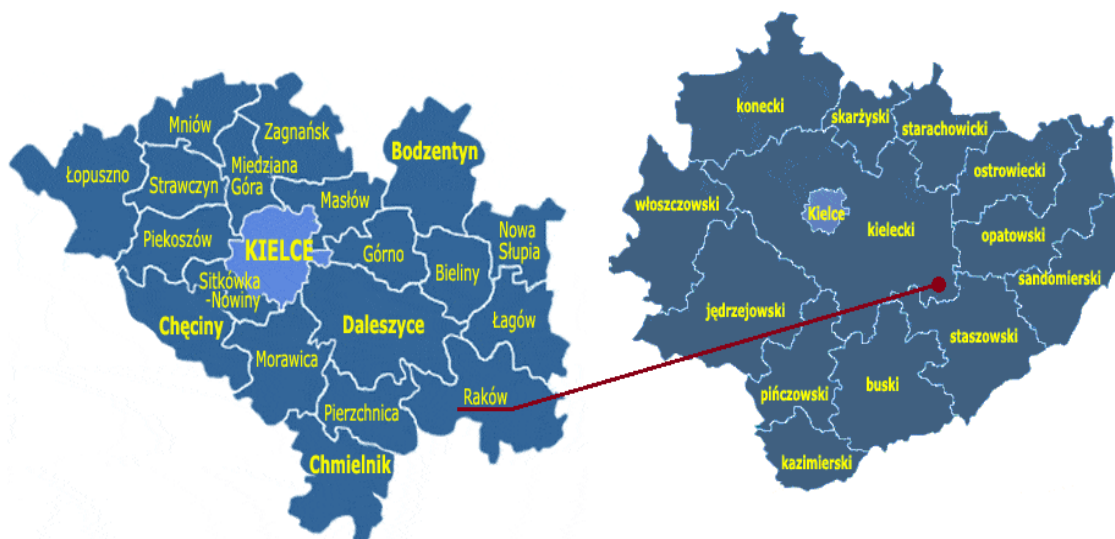 Mniów
Zagnańsk
Bodzentyn
Łopuszno
Strawczyn
Miedziana
Góra
Masłów
Piekoszów
KIELCE
Górno
Nowa
Słupia
Bieliny
Sitkówka
-Nowiny
Chęciny
Daleszyce
Łagów
Morawica
Raków
Pierzchnica
Chmielnik
konecki
skarżyski
starachowicki
ostrowiecki
włoszczowski
Kielce
kielecki
opatowski
sandomierski
jędrzejowski
staszowski
pińczowski
buski
kazimierski